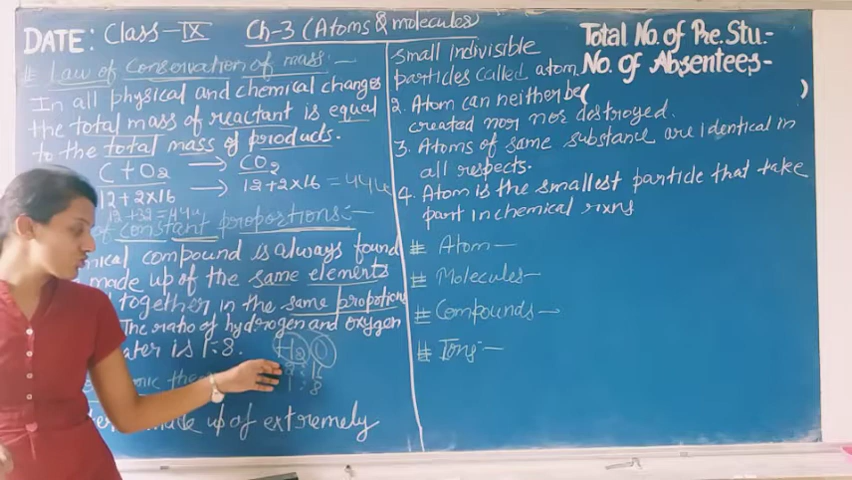 DATE: Class-IX Ch-3 (Atoms & molecules)
Total No. of Pre. Stu.-
No. of Absentees-
( )
# Law of Conservation of mass:-
In all physical and chemical changes
the total mass of reactant is equal
to the total mass of products.
C + O2 → CO2
12+2x16 → 12+2x16 = 44u
12+32=44u
of constant proportions:-
mical compound is always found
made up of the same elements
together in the same proportion
The ratio of hydrogen and oxygen
ater is 1:8.
H2 O
2 : 16
1 : 8
made up of extremely
small indivisible
particles called atom.
2. Atom can neither be
created nor nor destroyed.
3. Atoms of same substance are identical in
all respects.
4. Atom is the smallest particle that take
part in chemical rixns
# Atom-
# Molecules-
# Compounds-
# Ions:-